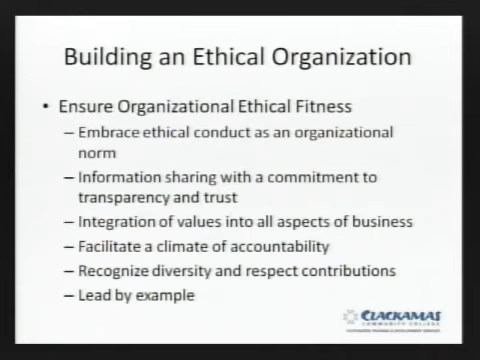 Building an Ethical Organization
• Ensure Organizational Ethical Fitness
– Embrace ethical conduct as an organizational
norm
– Information sharing with a commitment to
transparency and trust
– Integration of values into all aspects of business
– Facilitate a climate of accountability
– Recognize diversity and respect contributions
– Lead by example
CLACKAMAS
COMMUNITY COLLEGE